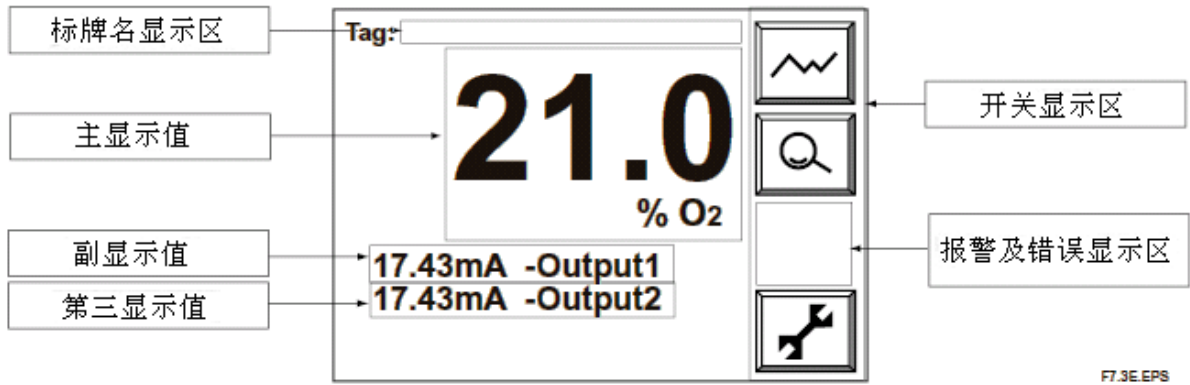 标牌名显示区
Tag:
主显示值
21.0
% O2
副显示值
17.43mA -Output1
第三显示值
17.43mA -Output2
开关显示区
报警及错误显示区
F7.3E.EPS